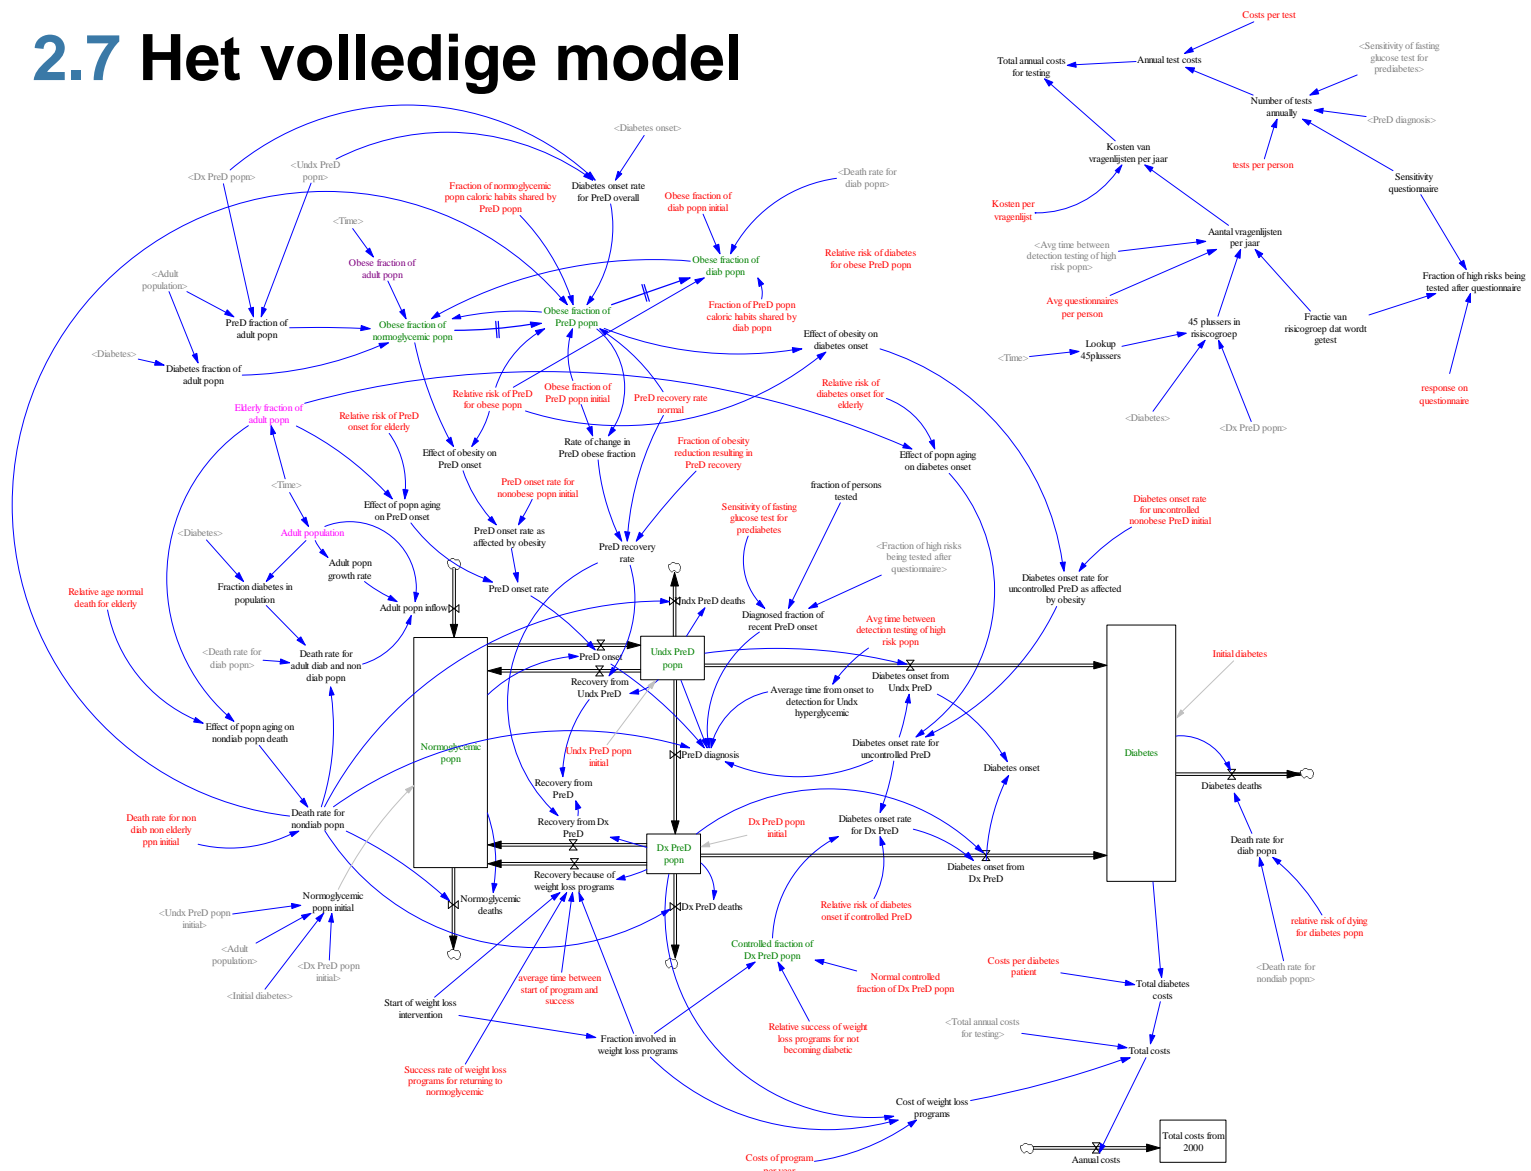 2.7 Het volledige model
Costs per test
Total annual costs
for testing
Annual test costs
<Sensitivity of fasting
glucose test for
prediabetes>
Number of tests
annually
<PreD diagnosis>
tests per person
Kosten van
vragenlijsten per jaar
Sensitivity
questionnaire
Kosten per
vragenlijst
Aantal vragenlijsten
per jaar
<Avg time between
detection testing of high
risk popn>
Avg questionnaires
per person
Fraction of high risks being
tested after questionnaire
45 plussers in
risiscogroep
Fractie van
risicogroep dat wordt
getest
<Time>
Lookup
45plussers
<Diabetes>
<Dx PreD popn>
response on
questionnaire
<Diabetes onset>
<Dx PreD popn>
<Undx PreD
popn>
Diabetes onset rate
for PreD overall
Fraction of normoglycemic
popn caloric habits shared by
PreD popn
Obese fraction of
diab popn initial
<Death rate for
diab popn>
<Time>
Obese fraction of
adult popn
Obese fraction of
diab popn
Relative risk of diabetes
for obese PreD popn
<Adult
population>
PreD fraction of
adult popn
Obese fraction of
normoglycemic popn
Obese fraction of
PreD popn
Fraction of PreD popn
caloric habits shared by
diab popn
Effect of obesity on
diabetes onset
<Diabetes>
Diabetes fraction of
adult popn
Elderly fraction of
adult popn
Relative risk of PreD
onset for elderly
Relative risk of PreD
for obese popn
Obese fraction of
PreD popn initial
PreD recovery rate
normal
Relative risk of
diabetes onset for
elderly
Effect of obesity on
PreD onset
Rate of change in
PreD obese fraction
Fraction of obesity
reduction resulting in
PreD recovery
Effect of popn aging
on diabetes onset
<Time>
Effect of popn aging
on PreD onset
PreD onset rate for
nonobese popn initial
fraction of persons
tested
Sensitivity of fasting
glucose test for
prediabetes
Diabetes onset rate
for uncontrolled
nonobese PreD initial
<Diabetes>
Adult population
PreD onset rate as
affected by obesity
PreD recovery
rate
<Fraction of high risks
being tested after
questionnaire>
Adult popn
growth rate
Fraction diabetes in
population
Relative age normal
death for elderly
Adult popn inflow
PreD onset rate
Undx PreD deaths
Diagnosed fraction of
recent PreD onset
Diabetes onset rate for
uncontrolled PreD as affected
by obesity
Avg time between
detection testing of high
risk popn
<Death rate for
diab popn>
Death rate for
adult diab and non
diab popn
PreD onset
Undx PreD
popn
Initial diabetes
Recovery from
Undx PreD
Average time from onset to
detection for Undx
hyperglycemic
Diabetes onset from
Undx PreD
Effect of popn aging on
nondiab popn death
Normoglycemic
popn
Undx PreD popn
initial
PreD diagnosis
Diabetes onset rate for
uncontrolled PreD
Diabetes onset
Diabetes
Diabetes deaths
Recovery from
PreD
Death rate for non
diab non elderly
ppn initial
Death rate for
nondiab popn
Recovery from Dx
PreD
Dx PreD popn
initial
Diabetes onset rate
for Dx PreD
Death rate for
diab popn
Dx PreD
popn
Diabetes onset from
Dx PreD
Recovery because of
weight loss programs
Normoglycemic
popn initial
Normoglycemic
deaths
Dx PreD deaths
Relative risk of diabetes
onset if controlled PreD
relative risk of dying
for diabetes popn
<Undx PreD popn
initial>
<Adult
population>
<Dx PreD popn
initial>
<Initial diabetes>
Controlled fraction of
Dx PreD popn
Normal controlled
fraction of Dx PreD popn
Costs per diabetes
patient
<Death rate for
nondiab popn>
average time between
start of program and
success
Start of weight loss
intervention
Total diabetes
costs
<Total annual costs
for testing>
Fraction involved in
weight loss programs
Relative success of weight
loss programs for not
becoming diabetic
Total costs
Success rate of weight loss
programs for returning to
normoglycemic
Cost of weight loss
programs
Total costs from
2000
Costs of program
per year
Aanual costs